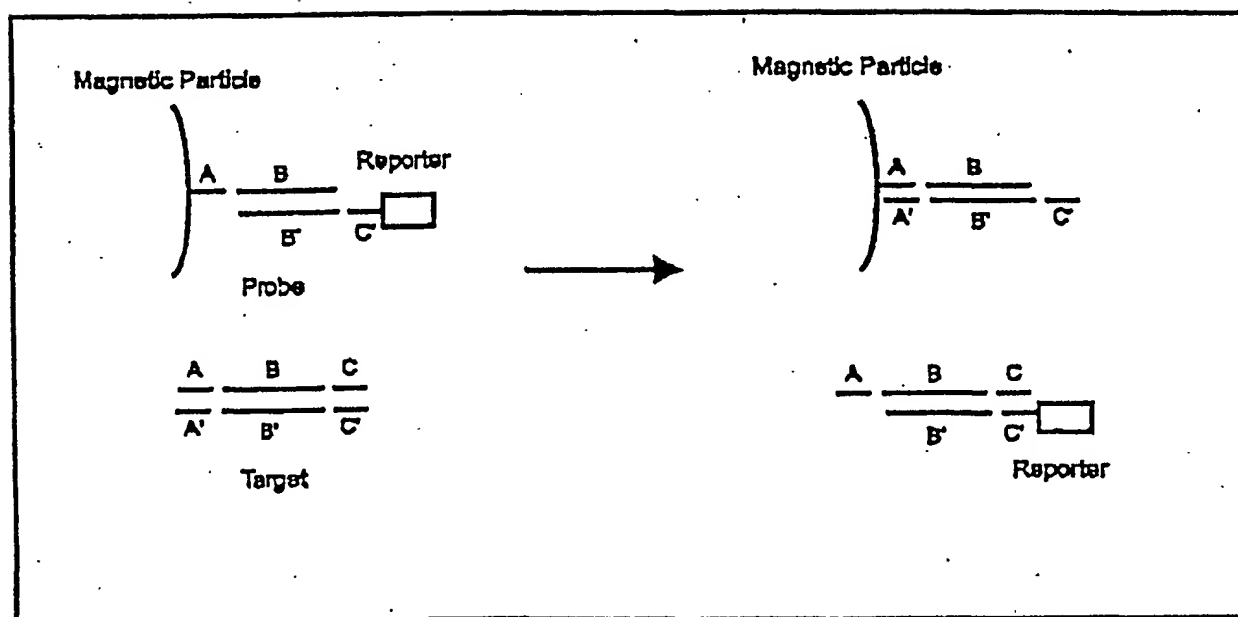 Magnetic Particle
Magnetic Particle
A B Reporter
B' C'
Probe
A B
A' B' C'
A B C
A' B' C'
Target
A B C
B' C'
Reporter